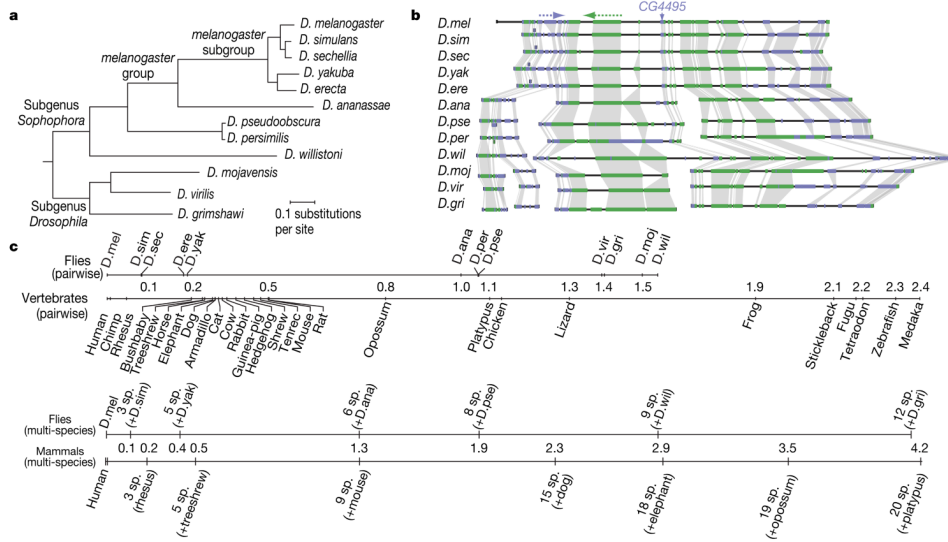 a
D. melanogaster
melanogaster
subgroup
D. simulans
D. sechellia
melanogaster
group
D. yakuba
D. erecta
Subgenus
Sophophora
D. ananassae
D. pseudoobscura
D. persimilis
D. willistoni
D. mojavensis
D. virilis
Subgenus
Drosophila
D. grimshawi
0.1 substitutions
per site
b
CG4495
D.mel
D.sim
D.sec
D.yak
D.ere
D.ana
D.pse
D.per
D.wil
D.moj
D.vir
D.gri
c
D.mel
D.sim
D.sec
D.ere
D.yak
D.ana
D.per
D.pse
D.vir
D.gri
D.moj
D.wil
Flies
(pairwise)
0.1 0.2 0.5 0.8 1.0 1.1 1.3 1.4 1.5 1.9 2.1 2.2 2.3 2.4
Vertebrates
(pairwise)
Human
Chimp
Rhesus
Bushbaby
Treeshrew
Horse
Elephant
Dog
Armadillo
Cat
Cow
Rabbit
Guinea-pig
Hedgehog
Shrew
Tenrec
Mouse
Rat
Opossum
Platypus
Chicken
Lizard
Frog
Stickleback
Fugu
Tetraodon
Zebrafish
Medaka
D.mel
3 sp.
(+D.sim)
5 sp.
(+D.yak)
6 sp.
(+D.ana)
8 sp.
(+D.pse)
9 sp.
(+D.wil)
12 sp.
(+D.gri)
Flies
(multi-species)
0.1 0.2 0.4 0.5 1.3 1.9 2.3 2.9 3.5 4.2
Mammals
(multi-species)
Human
3 sp.
(rhesus)
5 sp.
(+treeshrew)
9 sp.
(+mouse)
15 sp.
(+dog)
18 sp.
(+elephant)
19 sp.
(+opossum)
20 sp.
(+platypus)